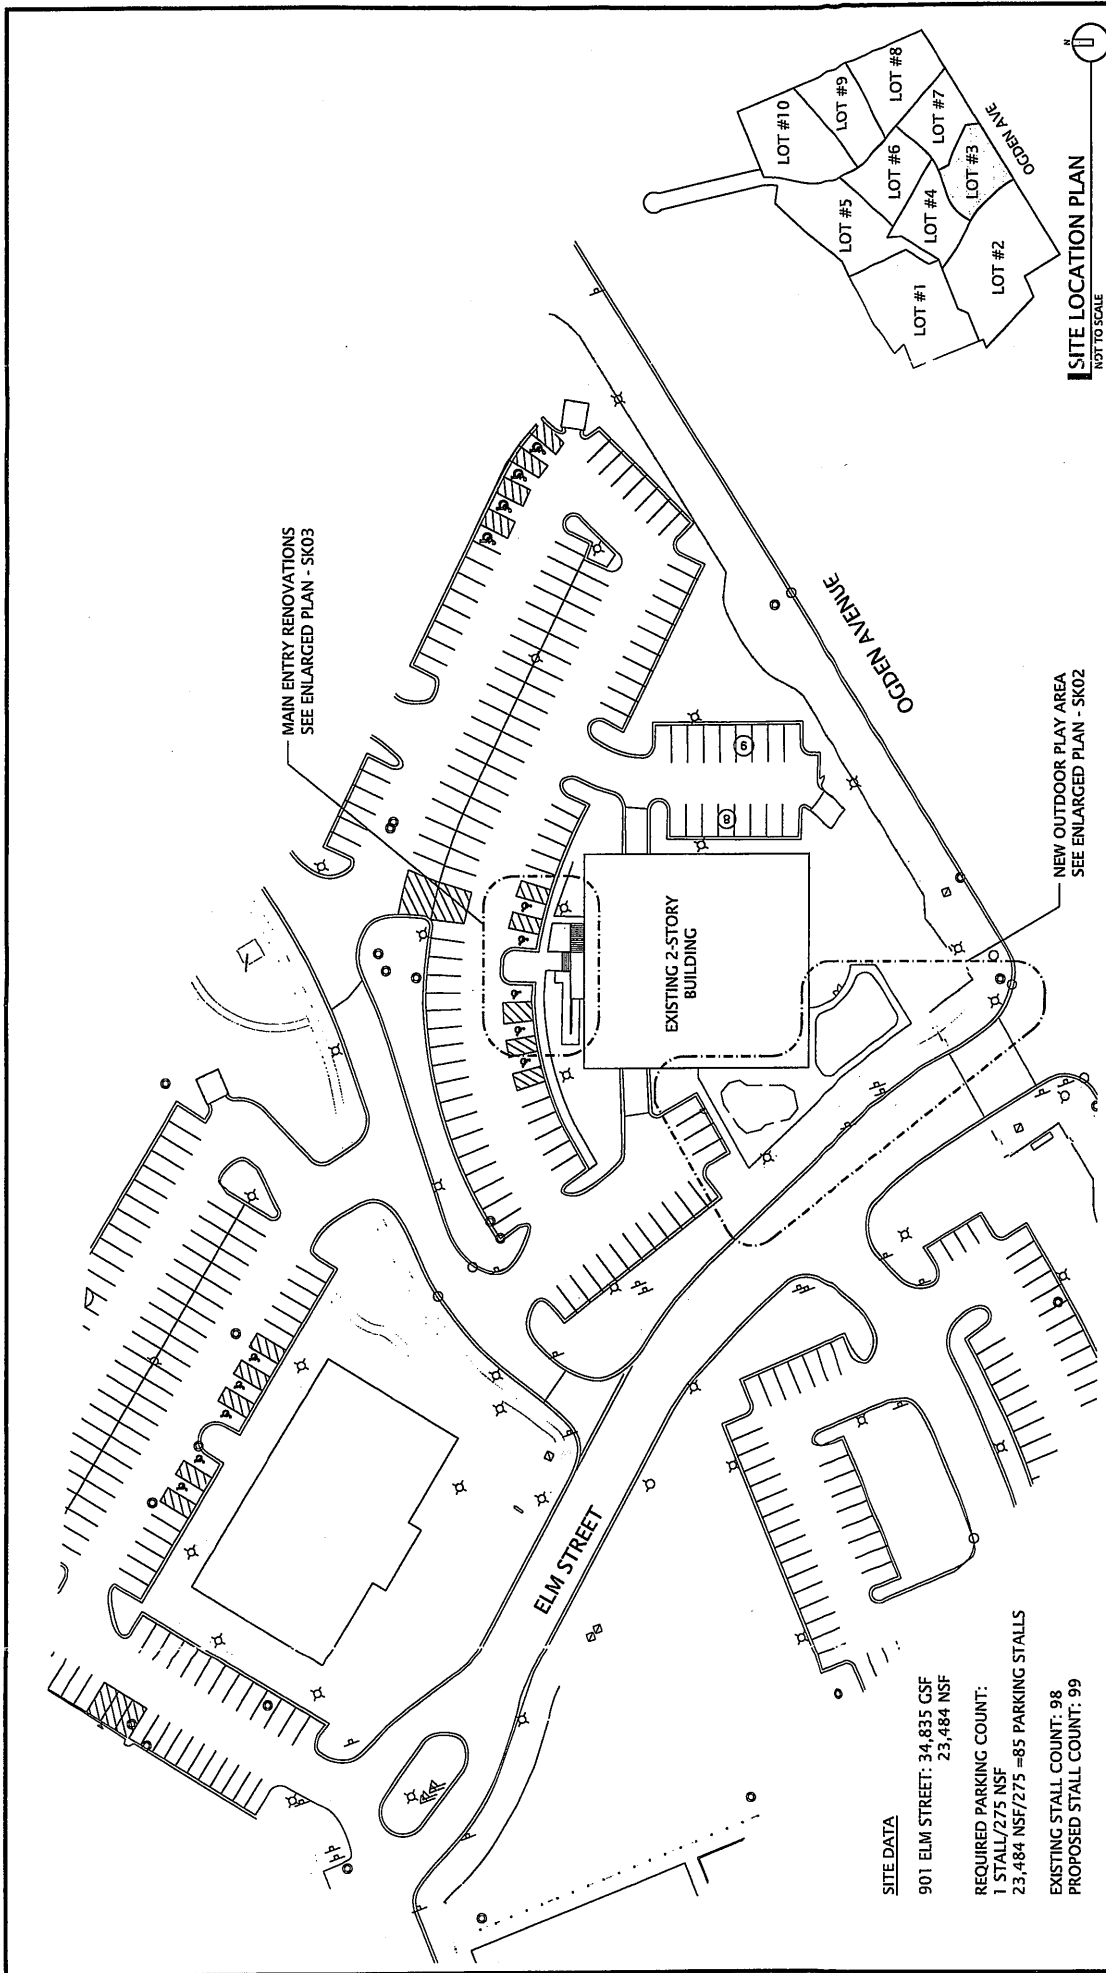 MAIN ENTRY RENOVATIONS
SEE ENLARGED PLAN - SK03
EXISTING 2-STORY
BUILDING
8
9
OGDEN AVENUE
NEW OUTDOOR PLAY AREA
SEE ENLARGED PLAN - SK02
ELM STREET
SITE DATA
901 ELM STREET: 34,835 GSF
23,484 NSF
REQUIRED PARKING COUNT:
1 STALL/275 NSF
23,484 NSF/275 =85 PARKING STALLS
EXISTING STALL COUNT: 98
PROPOSED STALL COUNT: 99
LOT #10
LOT #9
LOT #8
LOT #5
LOT #6
LOT #7
LOT #4
LOT #3
LOT #1
LOT #2
OGDEN AVE
SITE LOCATION PLAN
NOT TO SCALE
N